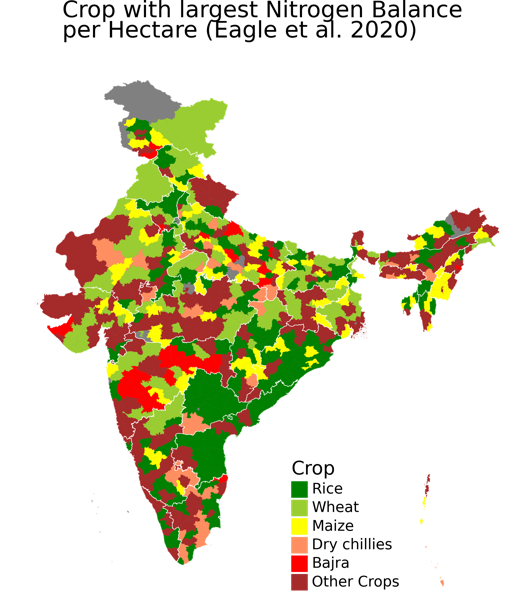 Crop with largest Nitrogen Balance
per Hectare (Eagle et al. 2020)
Crop
Rice
Wheat
Maize
Dry chillies
Bajra
Other Crops